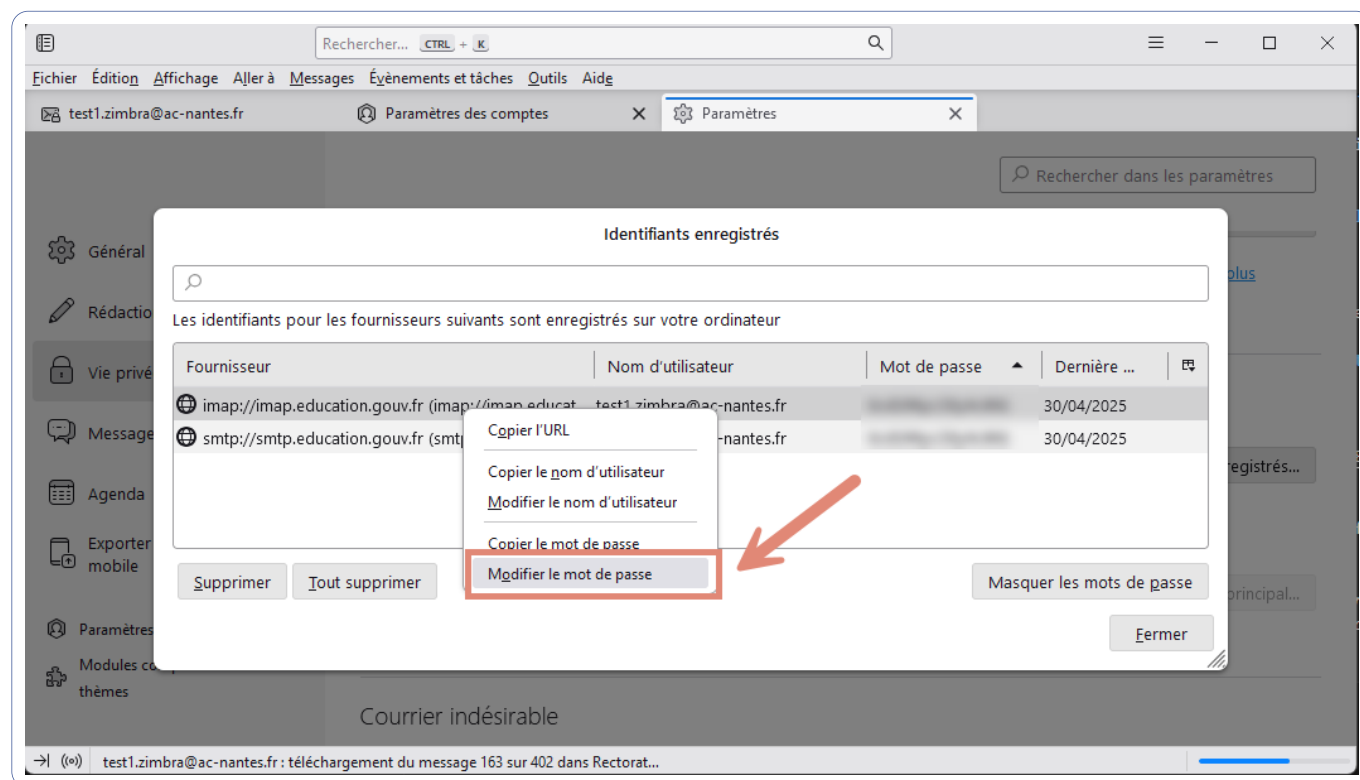 Rechercher... CTRL + K
Fichier Édition Affichage Aller à Messages Évènements et tâches Outils Aide
test1.zimbra@ac-nantes.fr Paramètres des comptes Paramètres
Rechercher dans les paramètres
Identifiants enregistrés
Général
plus
Rédactio
Les identifiants pour les fournisseurs suivants sont enregistrés sur votre ordinateur
Vie privé
Fournisseur Nom d'utilisateur Mot de passe Dernière ...
imap://imap.education.gouv.fr (imap://imap.educat... test1.zimbra@ac-nantes.fr 30/04/2025
Message
smtp://smtp.education.gouv.fr (smt -nantes.fr 30/04/2025
Copier l'URL
registrés...
Copier le nom d'utilisateur
Agenda
Modifier le nom d'utilisateur
Exporter
mobile
Copier le mot de passe
Modifier le mot de passe
Supprimer Tout supprimer Masquer les mots de passe
principal...
Paramètres
Fermer
Modules co
thèmes
Courrier indésirable
test1.zimbra@ac-nantes.fr : téléchargement du message 163 sur 402 dans Rectorat...